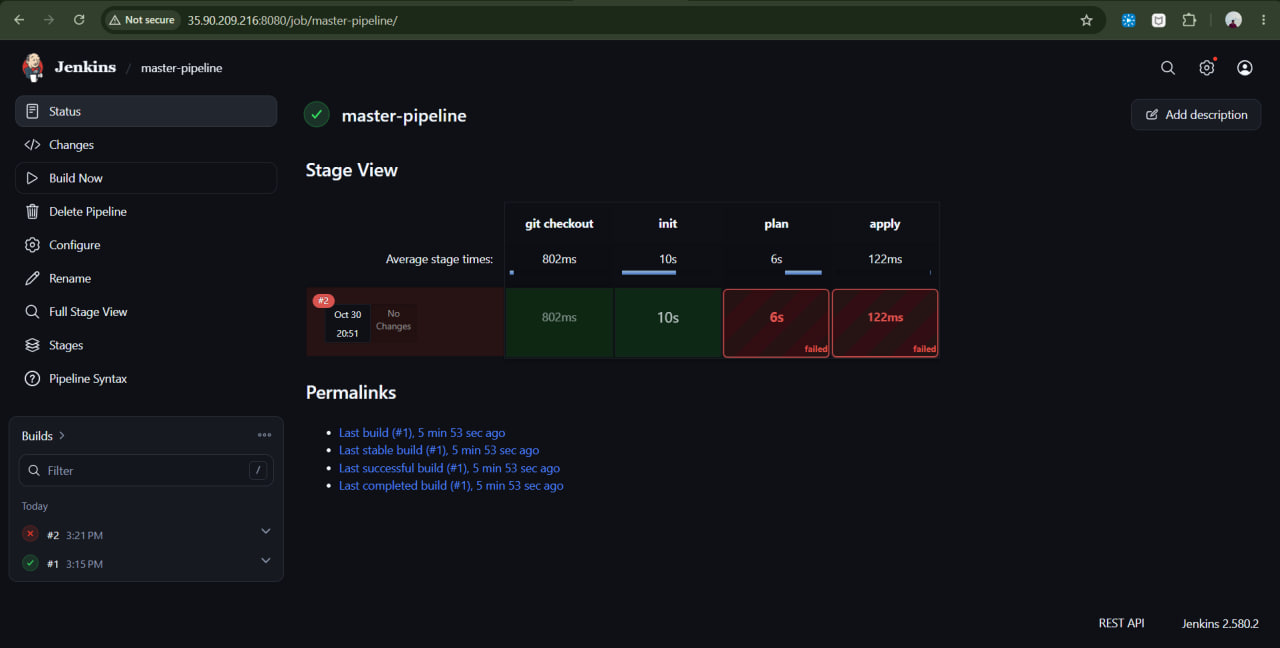 Not secure 35.90.209.216:8080/job/master-pipeline/
Jenkins / master-pipeline
Status
Changes
Build Now
Delete Pipeline
Configure
Rename
Full Stage View
Stages
Pipeline Syntax
Builds
Filter /
Today
#2 3:21 PM
#1 3:15 PM
master-pipeline
Add description
Stage View
git checkout init plan apply
Average stage times: 802ms 10s 6s 122ms
#2
Oct 30
20:51
No
Changes
802ms 10s 6s 122ms
failed failed
Permalinks
Last build (#1), 5 min 53 sec ago
Last stable build (#1), 5 min 53 sec ago
Last successful build (#1), 5 min 53 sec ago
Last completed build (#1), 5 min 53 sec ago
REST API Jenkins 2.580.2